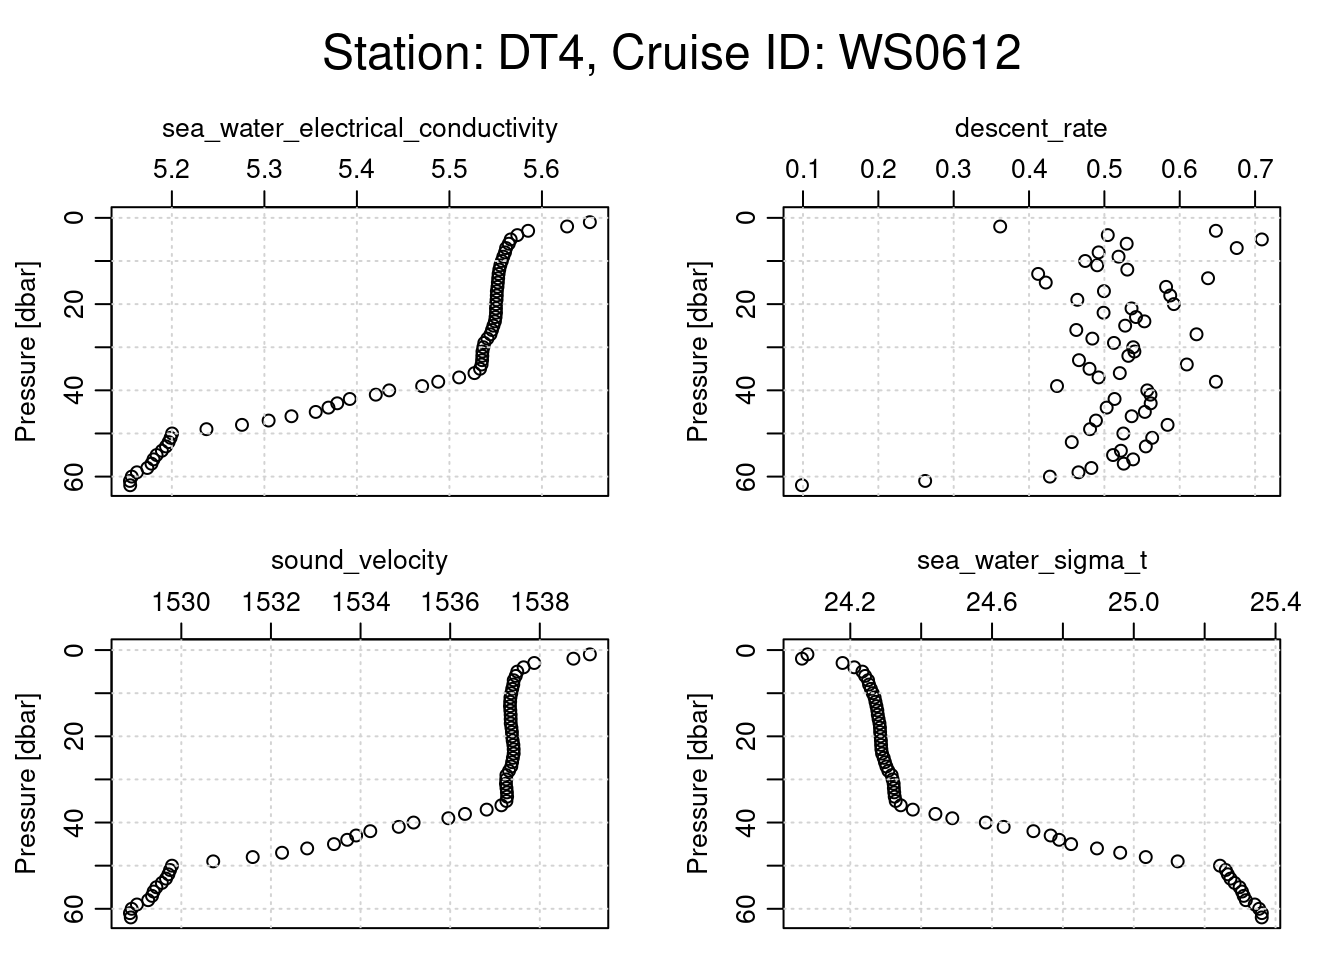 Station: DT4, Cruise ID: WS0612
sea_water_electrical_conductivity
5.2 5.3 5.4 5.5 5.6
Pressure [dbar]
0
20
40
60
descent_rate
0.1 0.2 0.3 0.4 0.5 0.6 0.7
Pressure [dbar]
0
20
40
60
sound_velocity
1530 1532 1534 1536 1538
Pressure [dbar]
0
20
40
60
sea_water_sigma_t
24.2 24.6 25.0 25.4
Pressure [dbar]
0
20
40
60